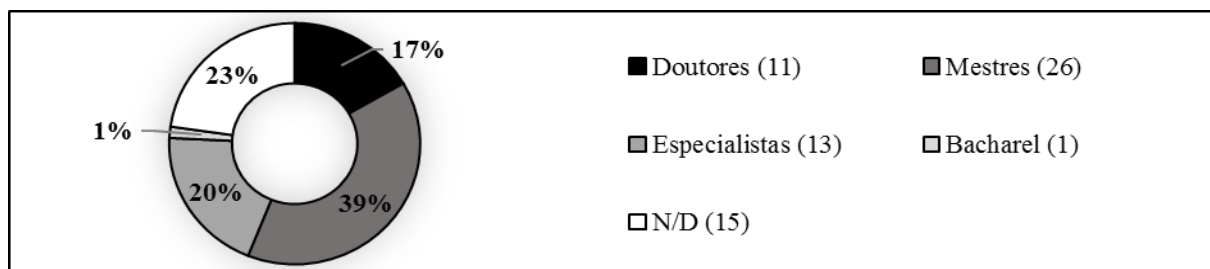 17%
23%
1%
20%
39%
Doutores (11) Mestres (26)
Especialistas (13) Bacharel (1)
N/D (15)